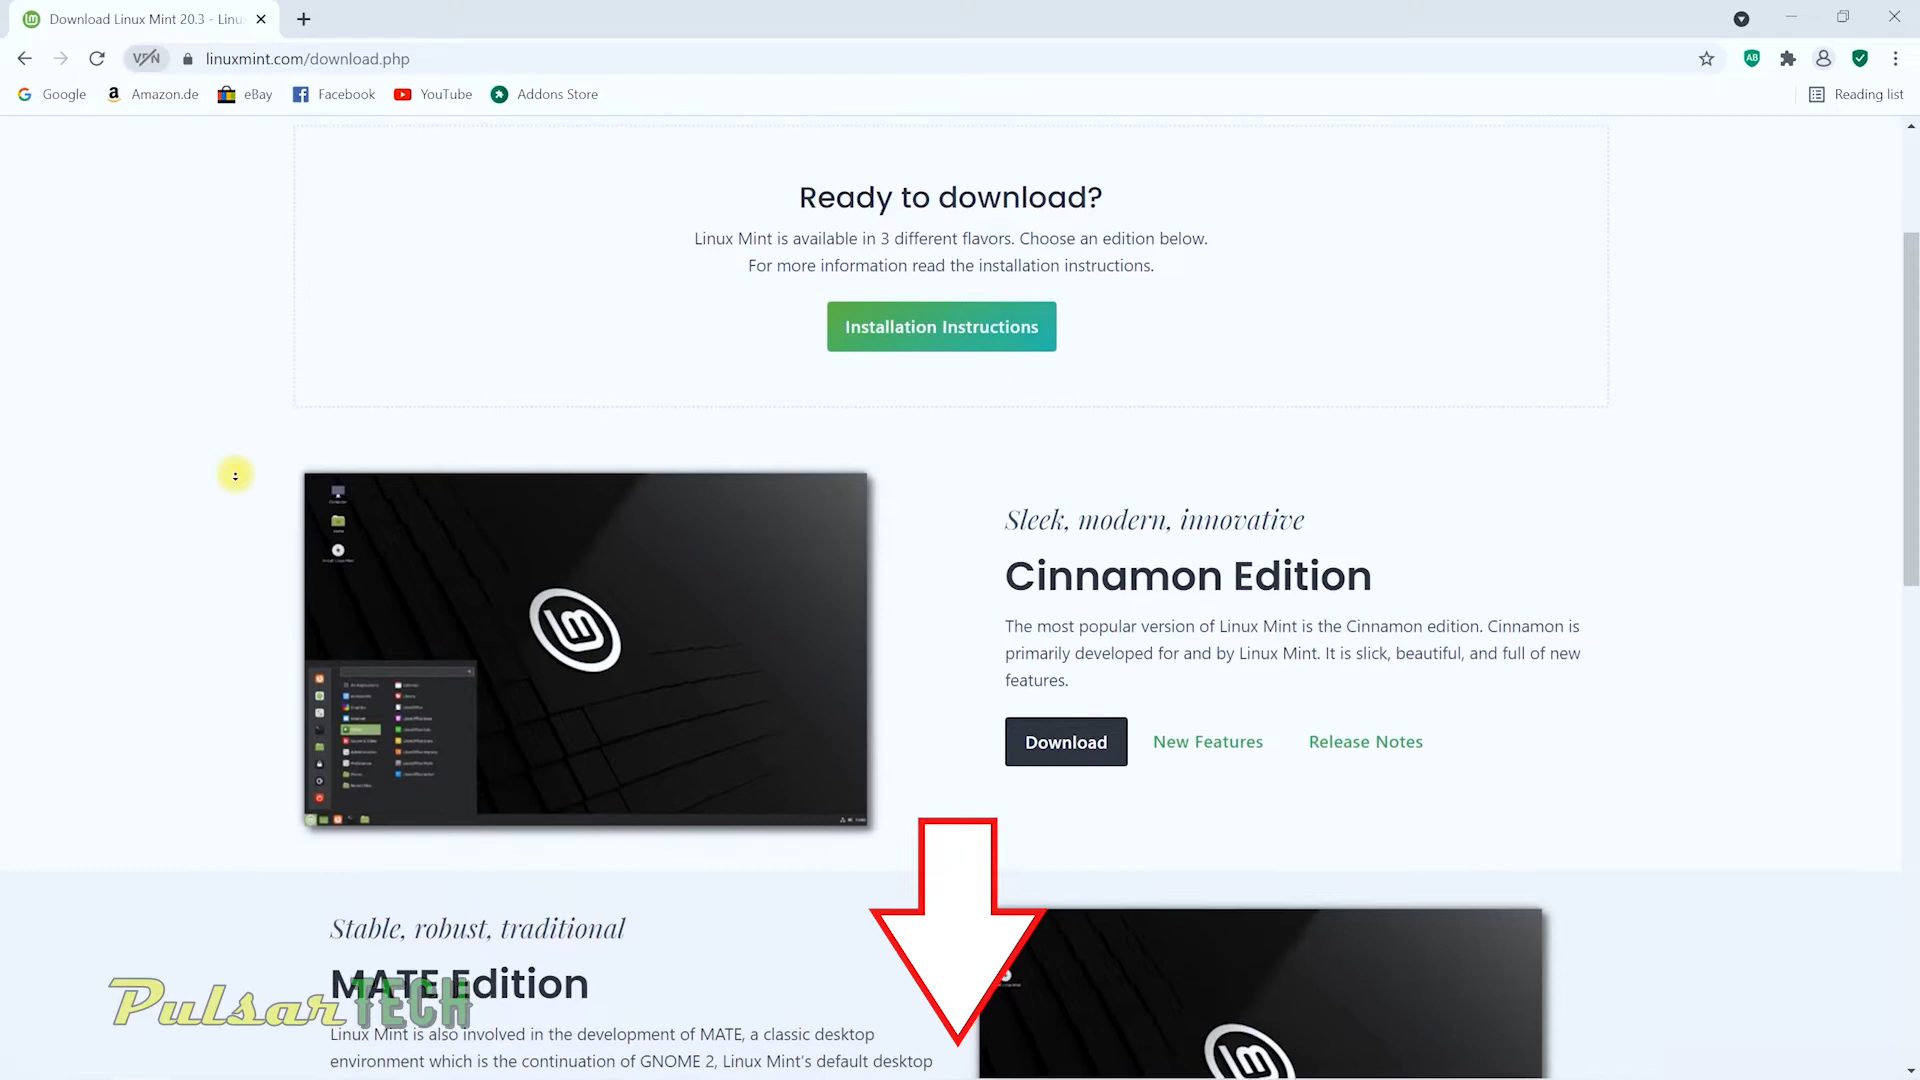 Download Linux Mint 20.3 - Linu
VPN
linuxmint.com/download.php
Google
Amazon.de
eBay
Facebook
YouTube
Addons Store
Reading list
Ready to download?
Linux Mint is available in 3 different flavors. Choose an edition below.
For more information read the installation instructions.
Installation Instructions
Sleek, modern, innovative
Cinnamon Edition
The most popular version of Linux Mint is the Cinnamon edition. Cinnamon is
primarily developed for and by Linux Mint. It is slick, beautiful, and full of new
features.
Download
New Features
Release Notes
Stable, robust, traditional
MATE Edition
PulsarTECH
Linux Mint is also involved in the development of MATE, a classic desktop
environment which is the continuation of GNOME 2, Linux Mint's default desktop